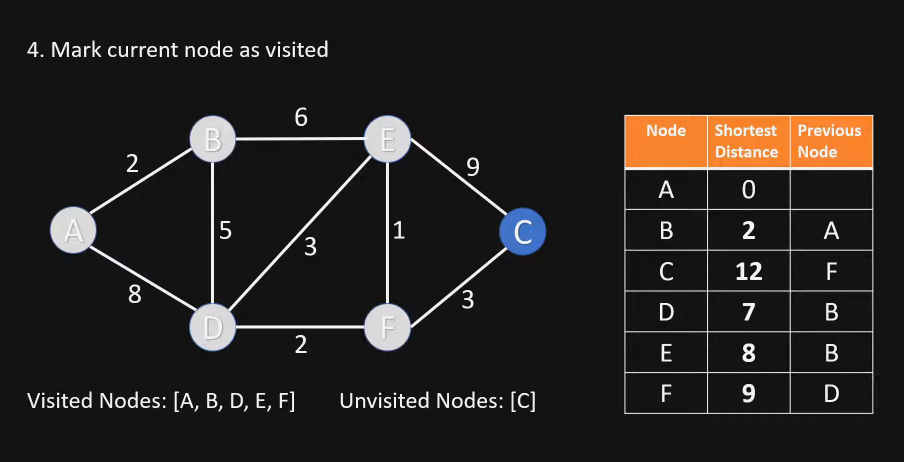 4. Mark current node as visited
6
B
E
2
9
A
5
3
1
C
8
3
D
F
2
Visited Nodes: [A, B, D, E, F]
Unvisited Nodes: [C]
Node Shortest Distance Previous Node
A 0
B 2 A
C 12 F
D 7 B
E 8 B
F 9 D